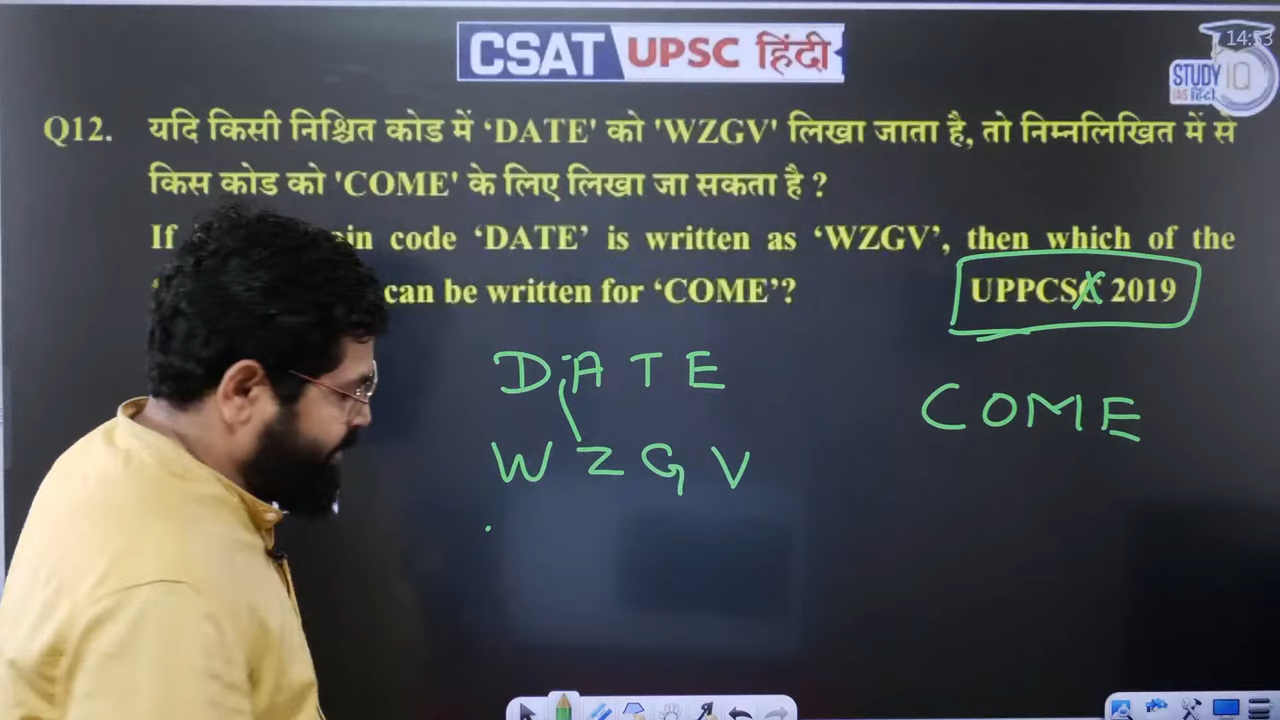 CSAT UPSC हिंदी
14:53
STUDY IQ
IAS हिंदी
Q12. यदि किसी निश्चित कोड में ‘DATE' को 'WZGV' लिखा जाता है, तो निम्नलिखित में से
किस कोड को 'COME' के लिए लिखा जा सकता है ?
If in code ‘DATE’ is written as ‘WZGV’, then which of the
can be written for ‘COME’? UPPCS 2019
DATE
COME
WZGV